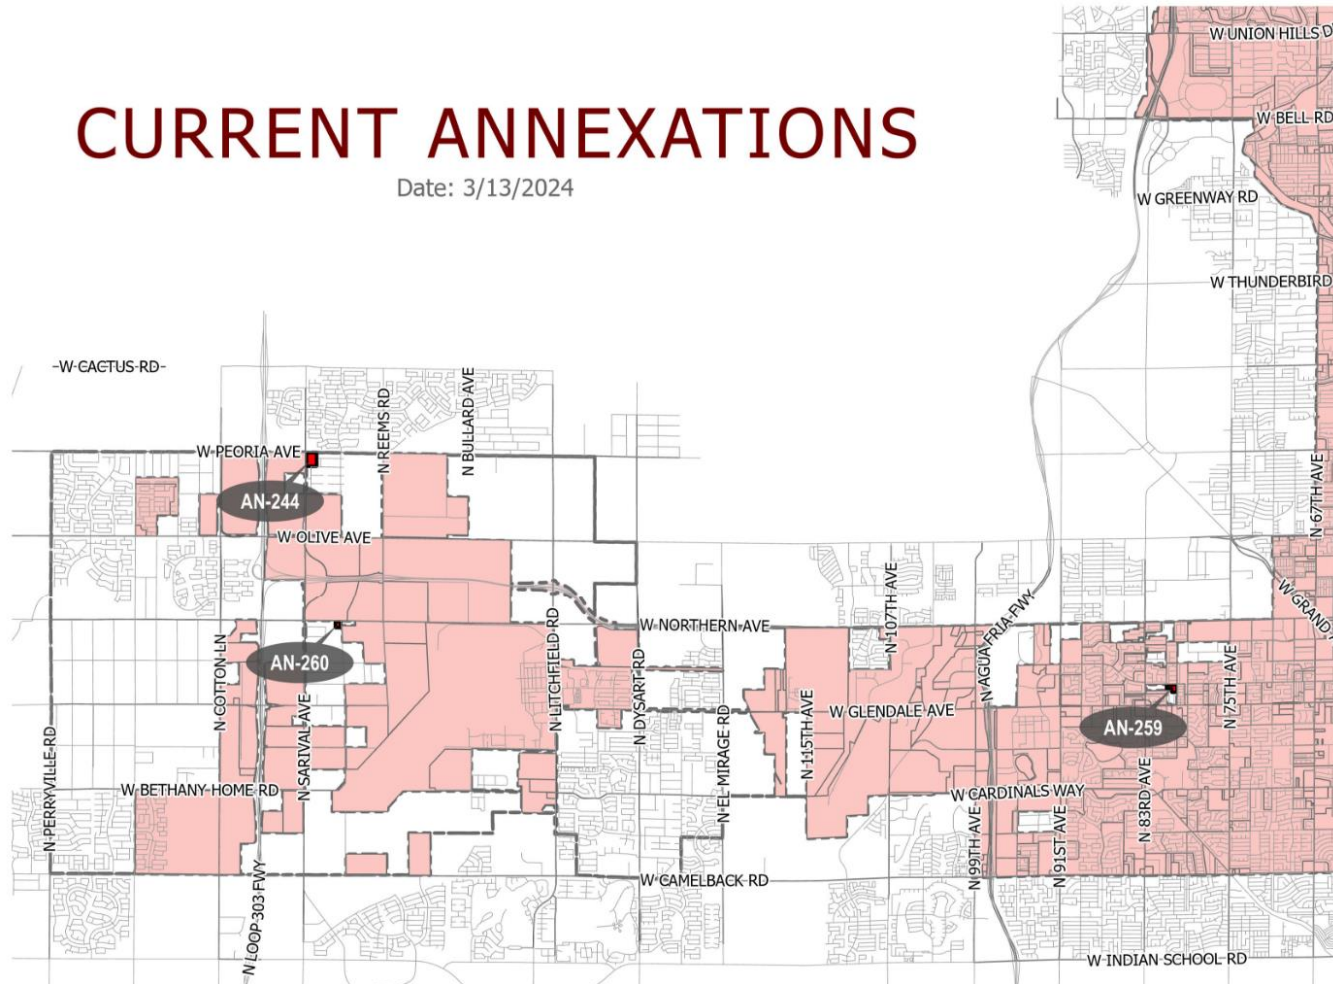 W UNION HILLS D
CURRENT ANNEXATIONS
Date: 3/13/2024
W BELL RD
W GREENWAY RD
W THUNDERBIRD
W CACTUS RD
N REEMS RD
N BULLARD AVE
W PEORIA AVE
AN-244
N 67TH AVE
W OLIVE AVE
N 107TH AVE
N AGUA FRIA FWY
W GRAND
N COTTON LN
AN-260
N LITCHFIELD RD
W NORTHERN AVE
N DYSART RD
N SARIVAL AVE
N 75TH AVE
W GLENDALE AVE
AN-259
N PERRYVILLE RD
W BETHANY HOME RD
N EL MIRAGE RD
N 115TH AVE
W CARDINALS WAY
N 83RD AVE
N 99TH AVE
N 91ST AVE
N LOOP 303 FWY
W CAMELBACK RD
W INDIAN SCHOOL RD